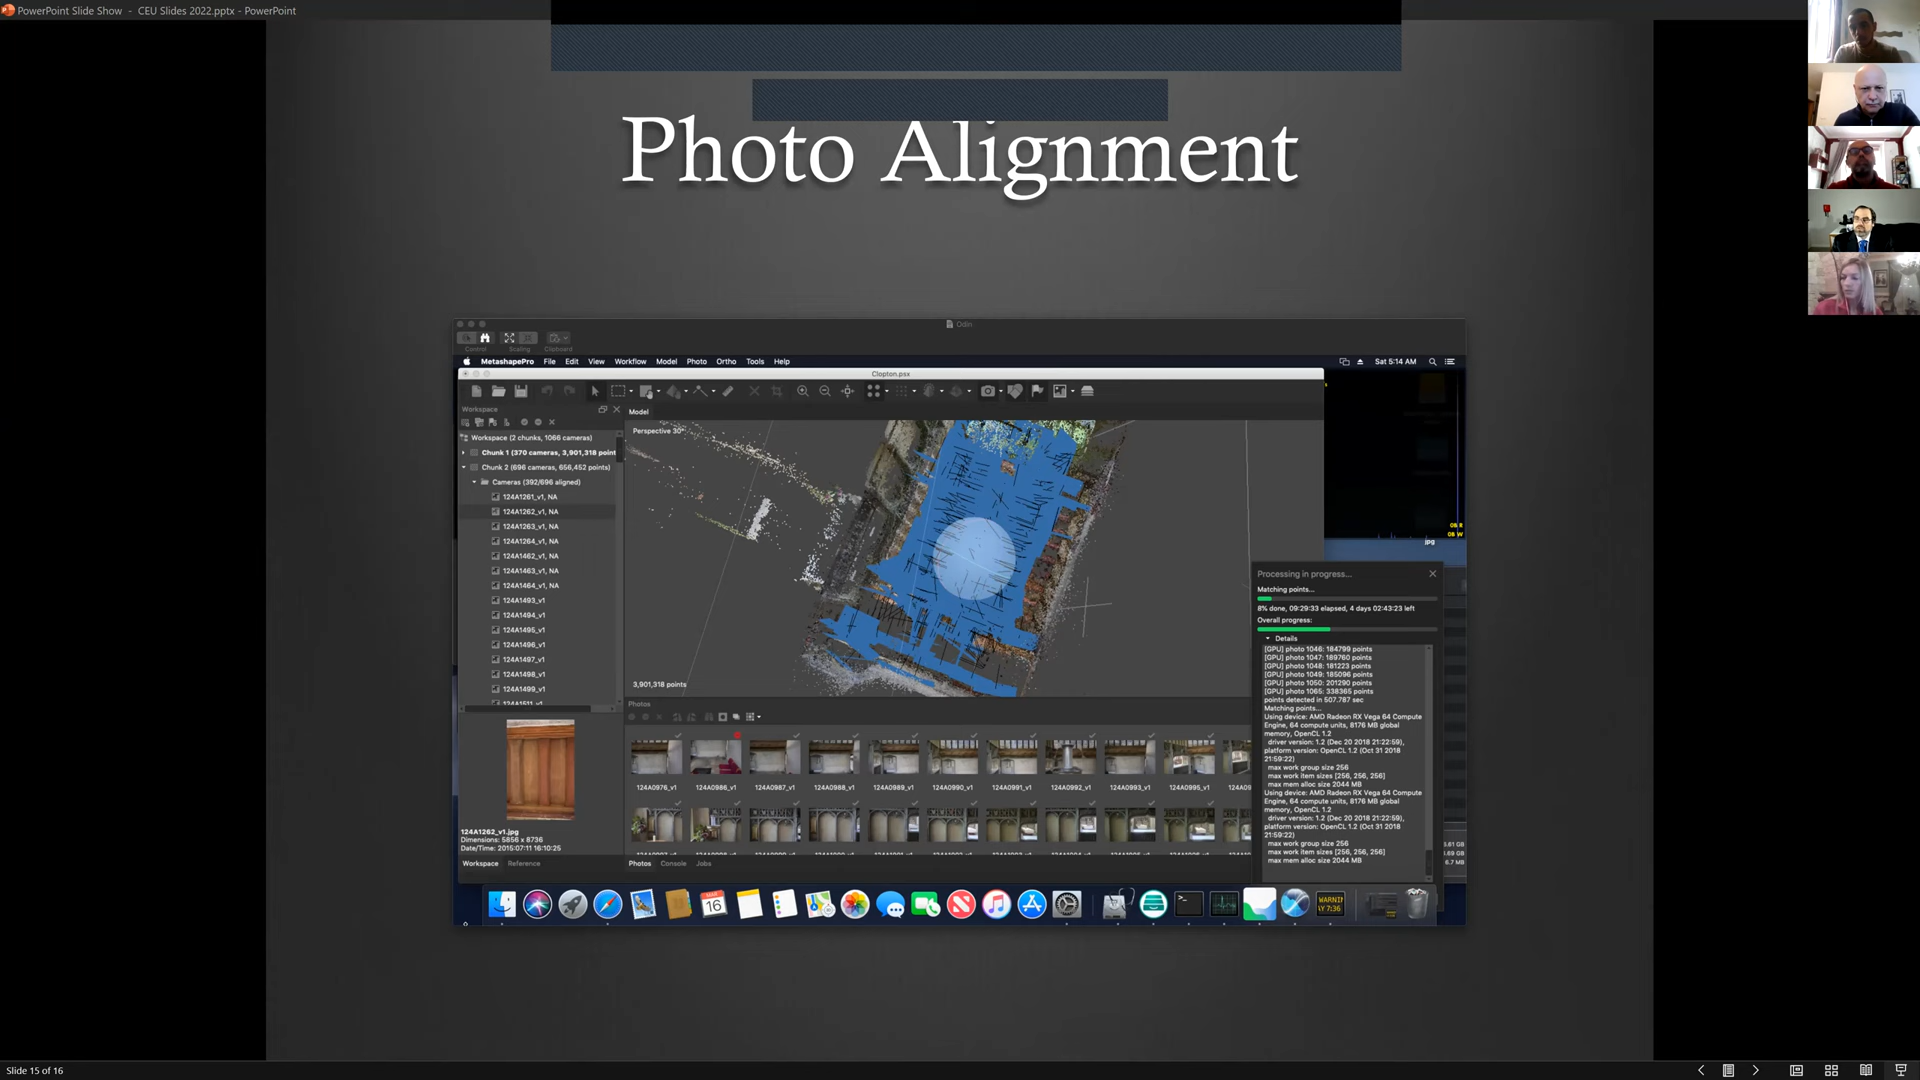 PowerPoint Slide Show - CEU Slides 2022.pptx - PowerPoint
Photo Alignment
Odin
Control Scaling Clipboard
MetashapePro File Edit View Workflow Model Photo Ortho Tools Help
Sat 5:14 AM
Clopton.psx
Workspace
Model
Workspace (2 chunks, 1066 cameras)
Chunk 1 (370 cameras, 3,901,318 point
Chunk 2 (696 cameras, 656,452 points)
Cameras (392/696 aligned)
124A1261_v1, NA
124A1262_v1, NA
124A1263_v1, NA
124A1264_v1, NA
124A1462_v1, NA
124A1463_v1, NA
124A1464_v1, NA
124A1493_v1
124A1494_v1
124A1495_v1
124A1496_v1
124A1497_v1
124A1498_v1
124A1499_v1
124A1511_v1
Perspective 30°
3,901,318 points
124A1262_v1.jpg
Dimensions: 5856 x 8736
Date/Time: 2015:07:11 16:10:25
Workspace Reference
Photos
124A0976_v1 124A0986_v1 124A0987_v1 124A0988_v1 124A0989_v1 124A0990_v1 124A0991_v1 124A0992_v1 124A0993_v1 124A0995_v1 124A09
Photos Console Jobs
jpg
Processing in progress...
Matching points...
8% done, 09:29:33 elapsed, 4 days 02:43:23 left
Overall progress:
Details
[GPU] photo 1046: 184799 points
[GPU] photo 1047: 189760 points
[GPU] photo 1048: 181223 points
[GPU] photo 1049: 185096 points
[GPU] photo 1050: 201290 points
[GPU] photo 1065: 338365 points
points detected in 507.787 sec
Matching points...
Using device: AMD Radeon RX Vega 64 Compute
Engine, 64 compute units, 8176 MB global
memory, OpenCL 1.2
driver version: 1.2 (Dec 20 2018 21:22:59),
platform version: OpenCL 1.2 (Oct 31 2018
21:59:22)
max work group size 256
max work item sizes [256, 256, 256]
max mem alloc size 2044 MB
Using device: AMD Radeon RX Vega 64 Compute
Engine, 64 compute units, 8176 MB global
memory, OpenCL 1.2
driver version: 1.2 (Dec 20 2018 21:22:59),
platform version: OpenCL 1.2 (Oct 31 2018
21:59:22)
max work group size 256
max work item sizes [256, 256, 256]
max mem alloc size 2044 MB
16
WARNIN
AY 7:36
Slide 15 of 16